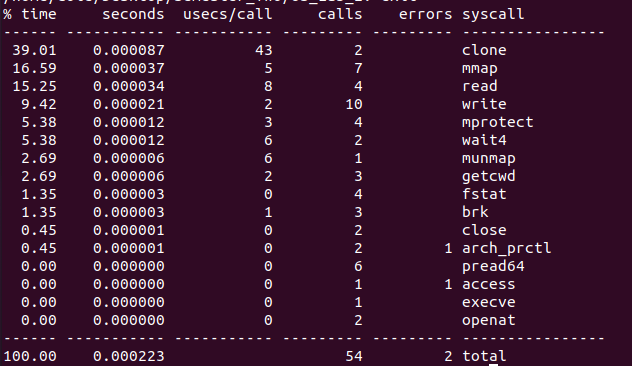 % time     seconds  usecs/call     calls    errors syscall
------ ----------- ----------- --------- --------- ----------------
 39.01    0.000087          43         2           clone
 16.59    0.000037           5         7           mmap
 15.25    0.000034           8         4           read
  9.42    0.000021           2        10           write
  5.38    0.000012           3         4           mprotect
  5.38    0.000012           6         2           wait4
  2.69    0.000006           6         1           munmap
  2.69    0.000006           2         3           getcwd
  1.35    0.000003           0         4           fstat
  1.35    0.000003           1         3           brk
  0.45    0.000001           0         2           close
  0.45    0.000001           0         2         1 arch_prctl
  0.00    0.000000           0         6           pread64
  0.00    0.000000           0         1         1 access
  0.00    0.000000           0         1           execve
  0.00    0.000000           0         2           openat
------ ----------- ----------- --------- --------- ----------------
100.00    0.000223                    54         2 total